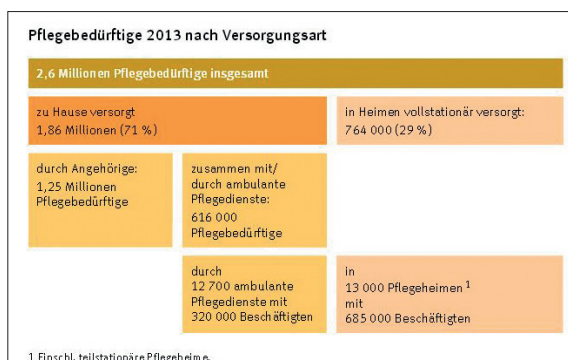 Pflegebedürftige 2013 nach Versorgungsart
2,6 Millionen Pflegebedürftige insgesamt
zu Hause versorgt
1,86 Millionen (71 %)
in Heimen vollstationär versorgt:
764 000 (29 %)
durch Angehörige:
1,25 Millionen
Pflegebedürftige
zusammen mit/
durch ambulante
Pflegedienste:
616 000
Pflegebedürftige
durch
12 700 ambulante
Pflegedienste mit
320 000 Beschäftigten
in
13 000 Pflegeheimen ¹
mit
685 000 Beschäftigten
1 Einschl. teilstationäre Pflegeheime.